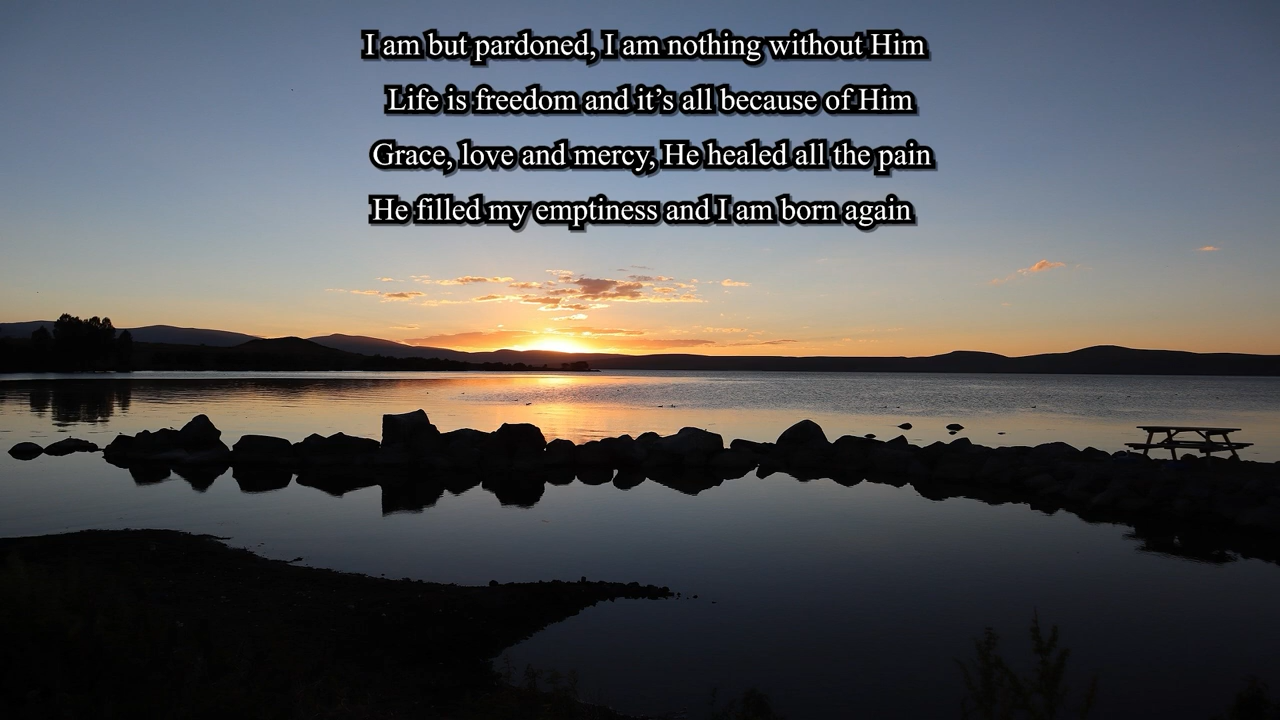 I am but pardoned, I am nothing without Him
Life is freedom and it’s all because of Him
Grace, love and mercy, He healed all the pain
He filled my emptiness and I am born again